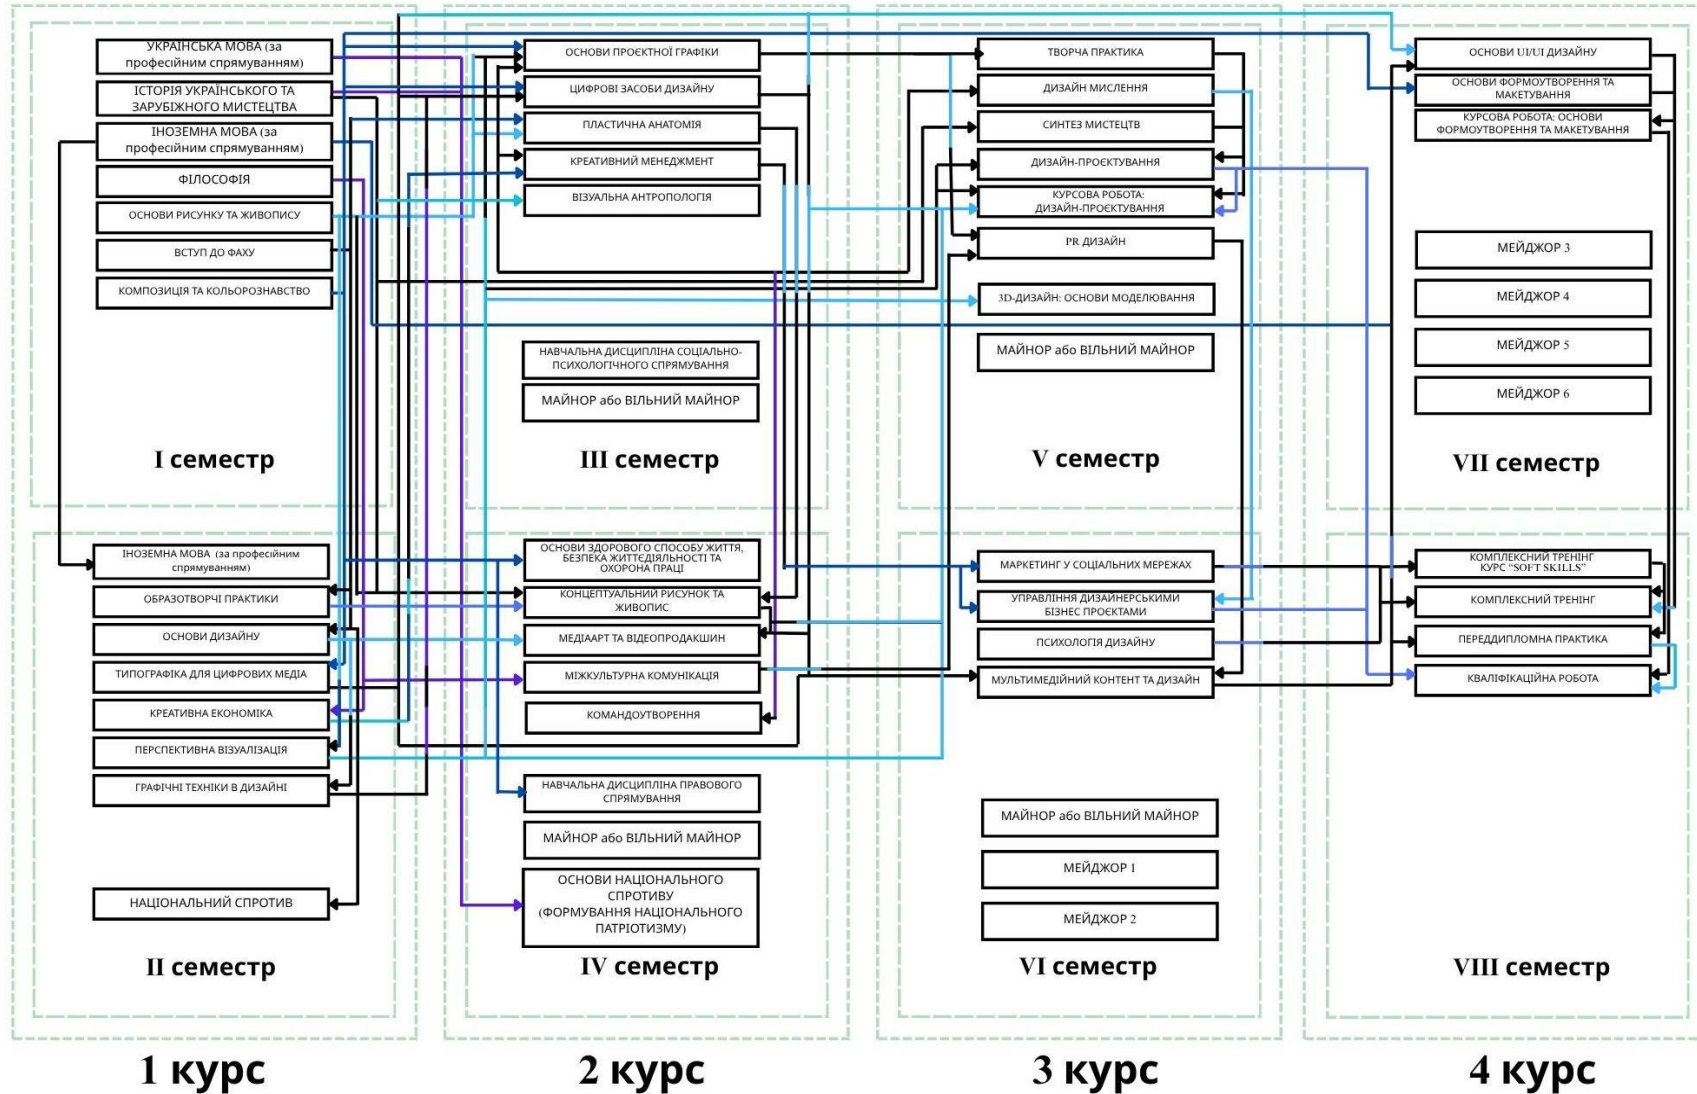 УКРАЇНСЬКА МОВА (за
професійним спрямуванням)
ІСТОРІЯ УКРАЇНСЬКОГО ТА
ЗАРУБІЖНОГО МИСТЕЦТВА
ІНОЗЕМНА МОВА (за
професійним спрямуванням)
ФІЛОСОФІЯ
ОСНОВИ РИСУНКУ ТА ЖИВОПИСУ
ВСТУП ДО ФАХУ
КОМПОЗИЦІЯ ТА КОЛЬОРОЗНАВСТВО
I семестр
ІНОЗЕМНА МОВА (за професійним
спрямуванням)
ОБРАЗОТВОРЧІ ПРАКТИКИ
ОСНОВИ ДИЗАЙНУ
ТИПОГРАФІКА ДЛЯ ЦИФРОВИХ МЕДІА
КРЕАТИВНА ЕКОНОМІКА
ПЕРСПЕКТИВНА ВІЗУАЛІЗАЦІЯ
ГРАФІЧНІ ТЕХНІКИ В ДИЗАЙНІ
НАЦІОНАЛЬНИЙ СПРОТИВ
II семестр
1 курс
ОСНОВИ ПРОЄКТНОЇ ГРАФІКИ
ЦИФРОВІ ЗАСОБИ ДИЗАЙНУ
ПЛАСТИЧНА АНАТОМІЯ
КРЕАТИВНИЙ МЕНЕДЖМЕНТ
ВІЗУАЛЬНА АНТРОПОЛОГІЯ
НАВЧАЛЬНА ДИСЦИПЛІНА СОЦІАЛЬНО-
ПСИХОЛОГІЧНОГО СПРЯМУВАННЯ
МАЙНОР або ВІЛЬНИЙ МАЙНОР
III семестр
ОСНОВИ ЗДОРОВОГО СПОСОБУ ЖИТТЯ,
БЕЗПЕКА ЖИТТЄДІЯЛЬНОСТІ ТА
ОХОРОНА ПРАЦІ
КОНЦЕПТУАЛЬНИЙ РИСУНОК ТА
ЖИВОПИС
МЕДІААРТ ТА ВІДЕОПРОДАКШИН
МІЖКУЛЬТУРНА КОМУНІКАЦІЯ
КОМАНДОУТВОРЕННЯ
НАВЧАЛЬНА ДИСЦИПЛІНА ПРАВОВОГО
СПРЯМУВАННЯ
МАЙНОР або ВІЛЬНИЙ МАЙНОР
ОСНОВИ НАЦІОНАЛЬНОГО
СПРОТИВУ
(ФОРМУВАННЯ НАЦІОНАЛЬНОГО
ПАТРІОТИЗМУ)
IV семестр
2 курс
ТВОРЧА ПРАКТИКА
ДИЗАЙН МИСЛЕННЯ
СИНТЕЗ МИСТЕЦТВ
ДИЗАЙН-ПРОЄКТУВАННЯ
КУРСОВА РОБОТА:
ДИЗАЙН-ПРОЄКТУВАННЯ
PR ДИЗАЙН
3D-ДИЗАЙН: ОСНОВИ МОДЕЛЮВАННЯ
МАЙНОР або ВІЛЬНИЙ МАЙНОР
V семестр
МАРКЕТИНГ У СОЦІАЛЬНИХ МЕРЕЖАХ
УПРАВЛІННЯ ДИЗАЙНЕРСЬКИМИ
БІЗНЕС ПРОЄКТАМИ
ПСИХОЛОГІЯ ДИЗАЙНУ
МУЛЬТИМЕДІЙНИЙ КОНТЕНТ ТА ДИЗАЙН
МАЙНОР або ВІЛЬНИЙ МАЙНОР
МЕЙДЖОР 1
МЕЙДЖОР 2
VI семестр
3 курс
ОСНОВИ UI/UI ДИЗАЙНУ
ОСНОВИ ФОРМОУТВОРЕННЯ ТА
МАКЕТУВАННЯ
КУРСОВА РОБОТА: ОСНОВИ
ФОРМОУТВОРЕННЯ ТА МАКЕТУВАННЯ
МЕЙДЖОР 3
МЕЙДЖОР 4
МЕЙДЖОР 5
МЕЙДЖОР 6
VII семестр
КОМПЛЕКСНИЙ ТРЕНІНГ
КУРС "SOFT SKILLS"
КОМПЛЕКСНИЙ ТРЕНІНГ
ПЕРЕДДИПЛОМНА ПРАКТИКА
КВАЛІФІКАЦІЙНА РОБОТА
VIII семестр
4 курс